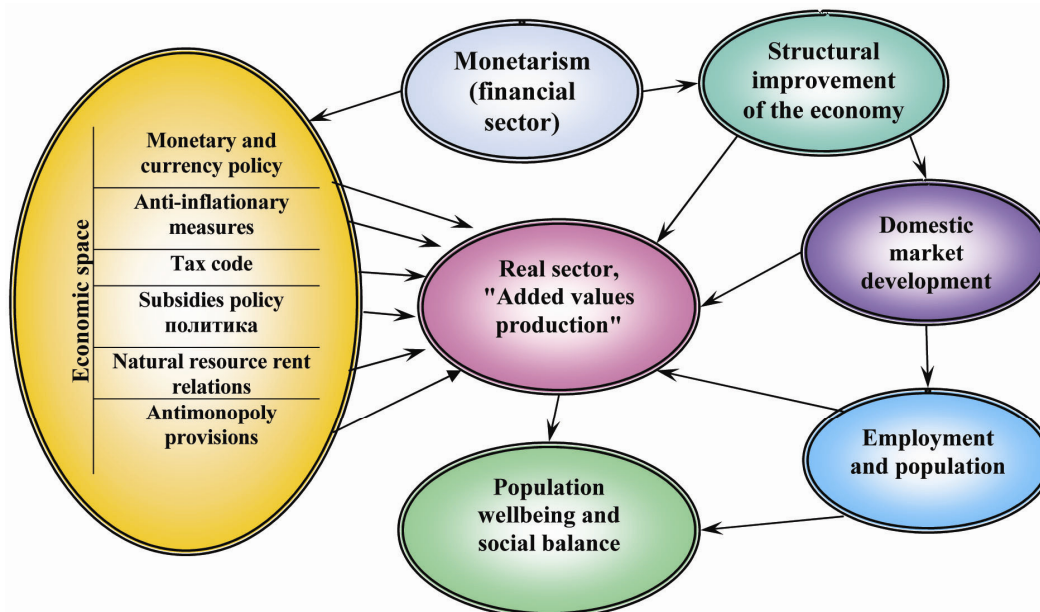 Monetarism
(financial
sector)
Structural
improvement
of the economy
Economic space
Monetary and
currency policy
Anti-inflationary
measures
Tax code
Subsidies policy
политика
Natural resource rent
relations
Antimonopoly
provisions
Real sector,
"Added values
production"
Domestic
market
development
Employment
and population
Population
wellbeing and
social balance